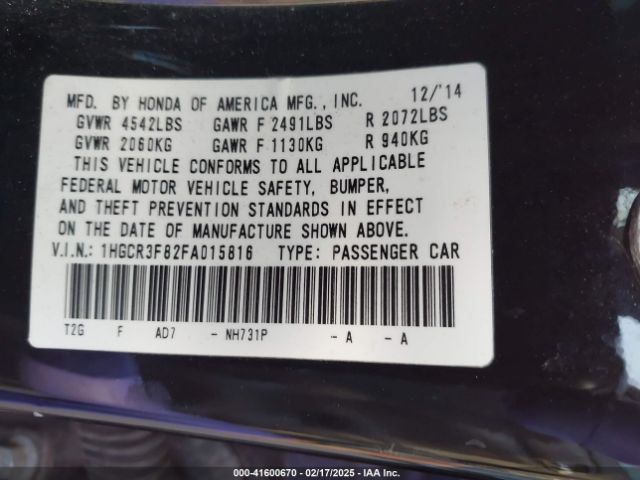 MFD. BY HONDA OF AMERICA MFG., INC. 12/'14
GVWR 4542LBS GAWR F 2491LBS R 2072LBS
GVWR 2060KG GAWR F 1130KG R 940KG
THIS VEHICLE CONFORMS TO ALL APPLICABLE
FEDERAL MOTOR VEHICLE SAFETY, BUMPER,
AND THEFT PREVENTION STANDARDS IN EFFECT
ON THE DATE OF MANUFACTURE SHOWN ABOVE.
V.I.N.: 1HGCR3F82FA015816 TYPE: PASSENGER CAR
T2G F AD7 - NH731P - A - A
000-41600670 - 02/17/2025 - IAA Inc.